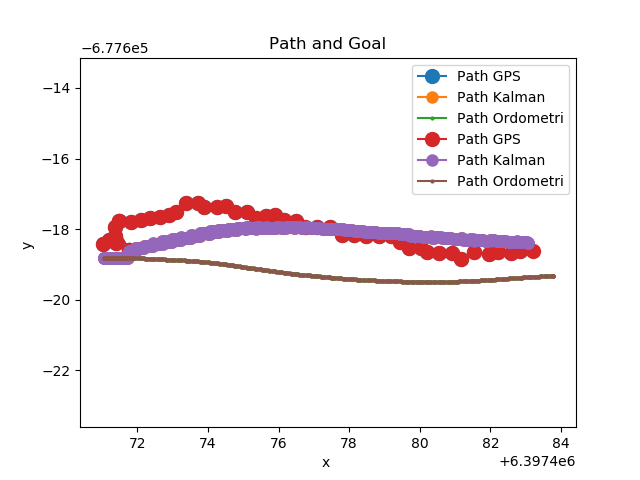 Path and Goal
−6.776e5
Path GPS
Path Kalman
Path Ordometri
Path GPS
Path Kalman
Path Ordometri
−14
−16
−18
−20
−22
y
72 74 76 78 80 82 84
x
+6.3974e6